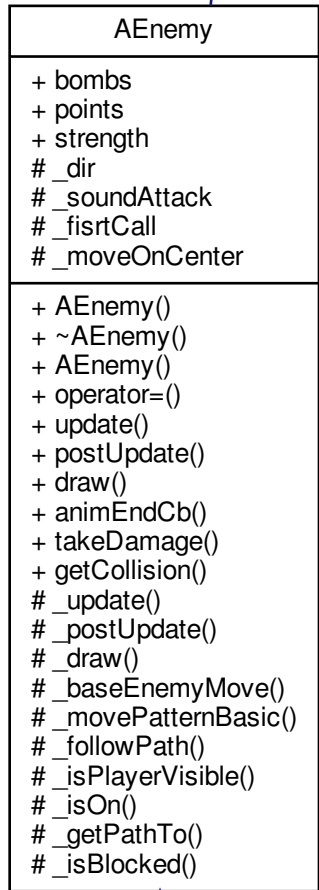 AEnemy
+ bombs
+ points
+ strength
# _dir
# _soundAttack
# _fisrtCall
# _moveOnCenter
+ AEnemy()
+ ~AEnemy()
+ AEnemy()
+ operator=()
+ update()
+ postUpdate()
+ draw()
+ animEndCb()
+ takeDamage()
+ getCollision()
# _update()
# _postUpdate()
# _draw()
# _baseEnemyMove()
# _movePatternBasic()
# _followPath()
# _isPlayerVisible()
# _isOn()
# _getPathTo()
# _isBlocked()